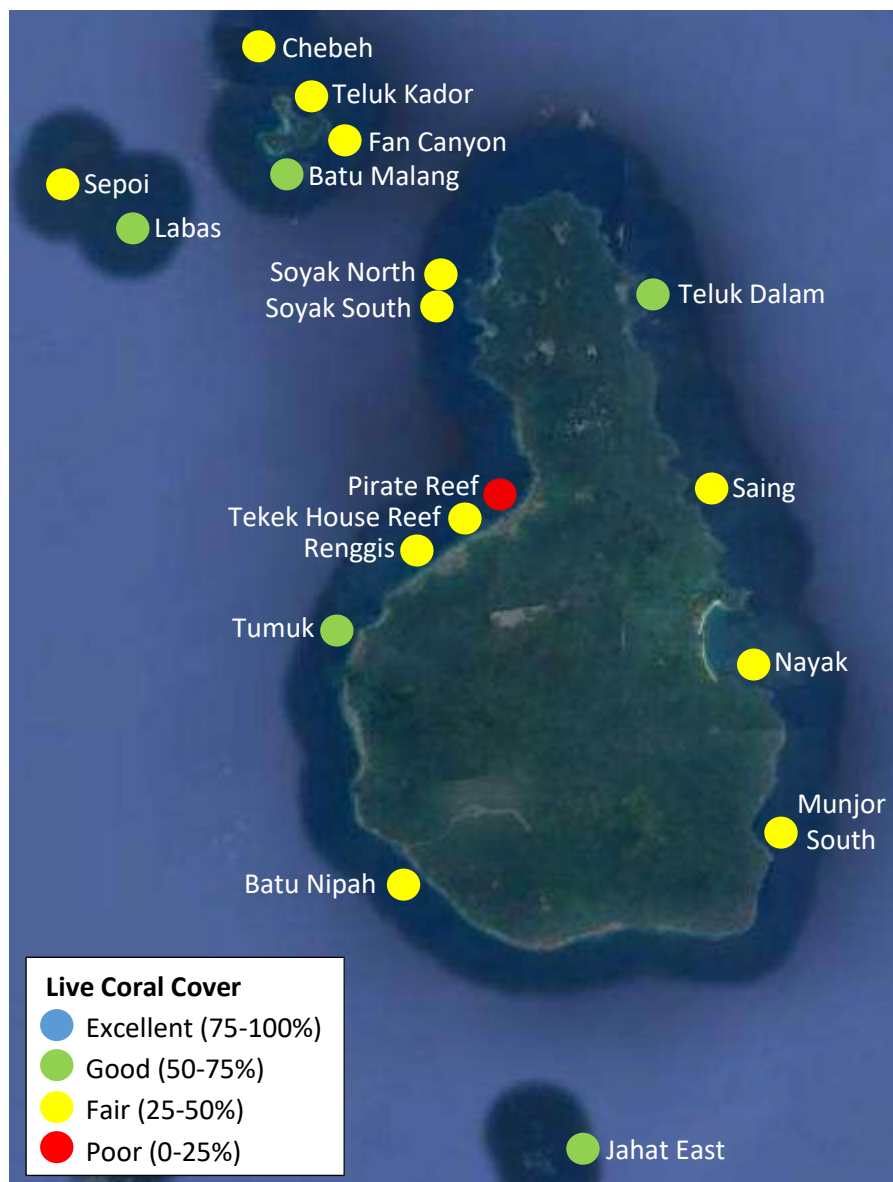 Chebeh
Teluk Kador
Fan Canyon
Batu Malang
Sepoi
Labas
Soyak North
Soyak South
Teluk Dalam
Pirate Reef
Saing
Tekek House Reef
Renggis
Tumuk
Nayak
Munjor
South
Batu Nipah
Live Coral Cover
Excellent (75-100%)
Good (50-75%)
Fair (25-50%)
Poor (0-25%)
Jahat East